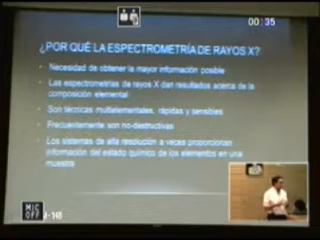 00:35
¿POR QUÉ LA ESPECTROMETRÍA DE RAYOS X?
Necesidad de obtener la mayor información posible
Las espectrometrías de rayos X dan resultados acerca de la
composición elemental
Son técnicas multielementales, rápidas y sensibles
Frecuentemente son no-destructivas
Los sistemas de alta resolución a veces proporcionan
información del estado químico de los elementos en una
muestra
MIC
OFF
-148